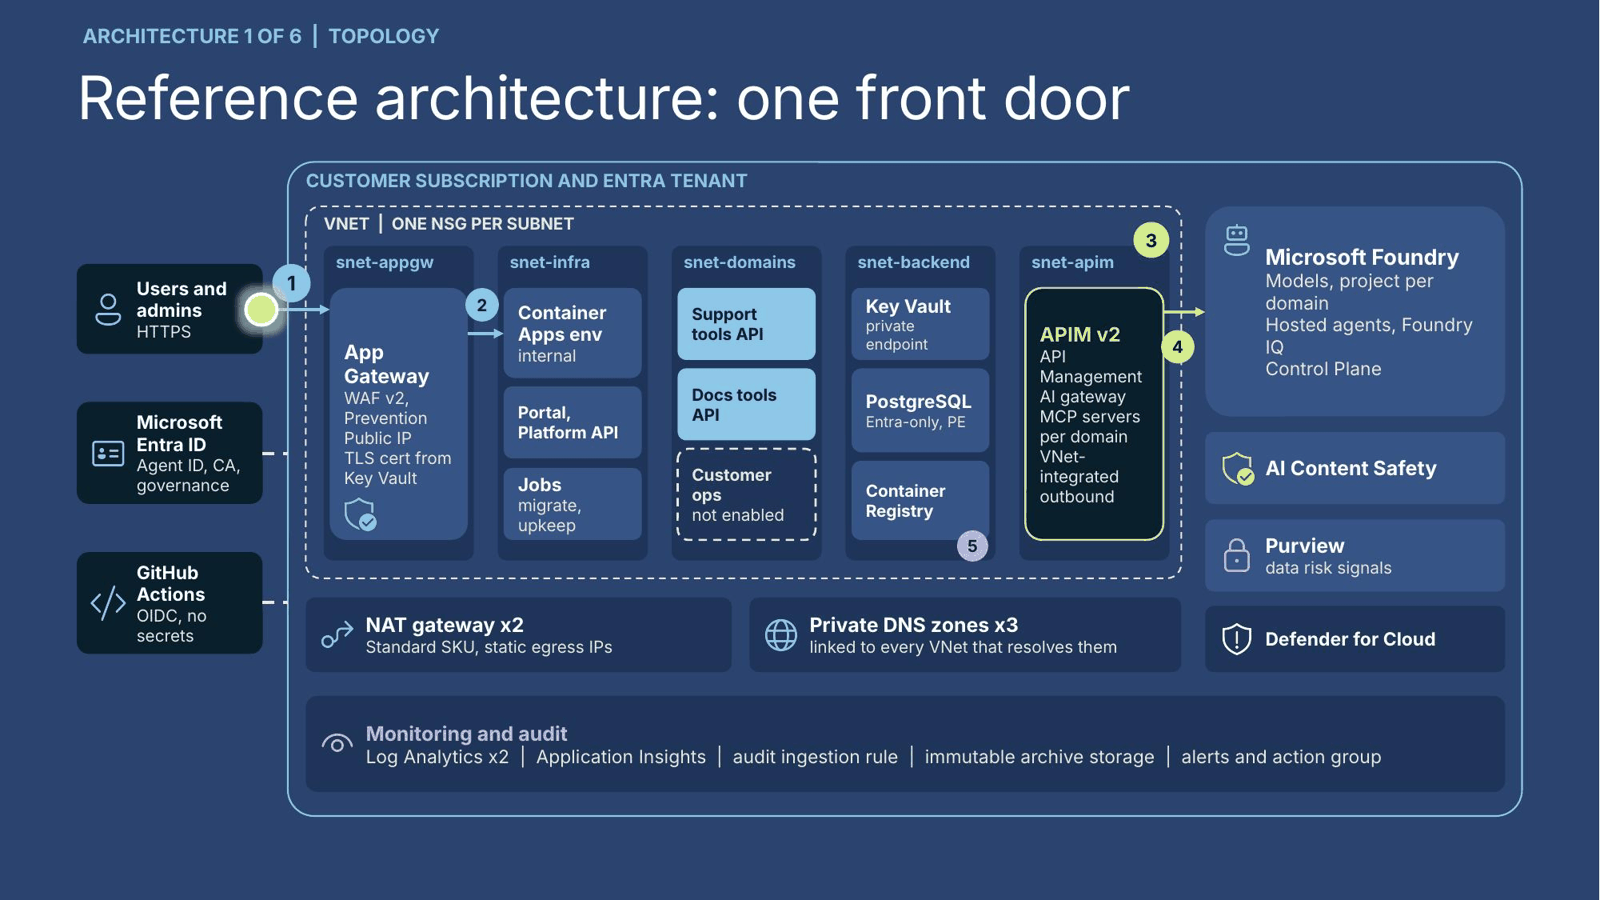 ARCHITECTURE 1 OF 6 | TOPOLOGY
Reference architecture: one front door
CUSTOMER SUBSCRIPTION AND ENTRA TENANT
VNET | ONE NSG PER SUBNET
Users and
admins
HTTPS
Microsoft
Entra ID
Agent ID, CA,
governance
GitHub
Actions
OIDC, no
secrets
1
snet-appgw
App
Gateway
WAF v2,
Prevention
Public IP
TLS cert from
Key Vault
2
snet-infra
Container
Apps env
internal
Portal,
Platform API
Jobs
migrate,
upkeep
snet-domains
Support
tools API
Docs tools
API
Customer
ops
not enabled
snet-backend
Key Vault
private
endpoint
PostgreSQL
Entra-only, PE
Container
Registry
5
3
snet-apim
APIM v2
API
Management
AI gateway
MCP servers
per domain
VNet-
integrated
outbound
4
Microsoft Foundry
Models, project per
domain
Hosted agents, Foundry
IQ
Control Plane
AI Content Safety
Purview
data risk signals
Defender for Cloud
NAT gateway x2
Standard SKU, static egress IPs
Private DNS zones x3
linked to every VNet that resolves them
Monitoring and audit
Log Analytics x2 | Application Insights | audit ingestion rule | immutable archive storage | alerts and action group